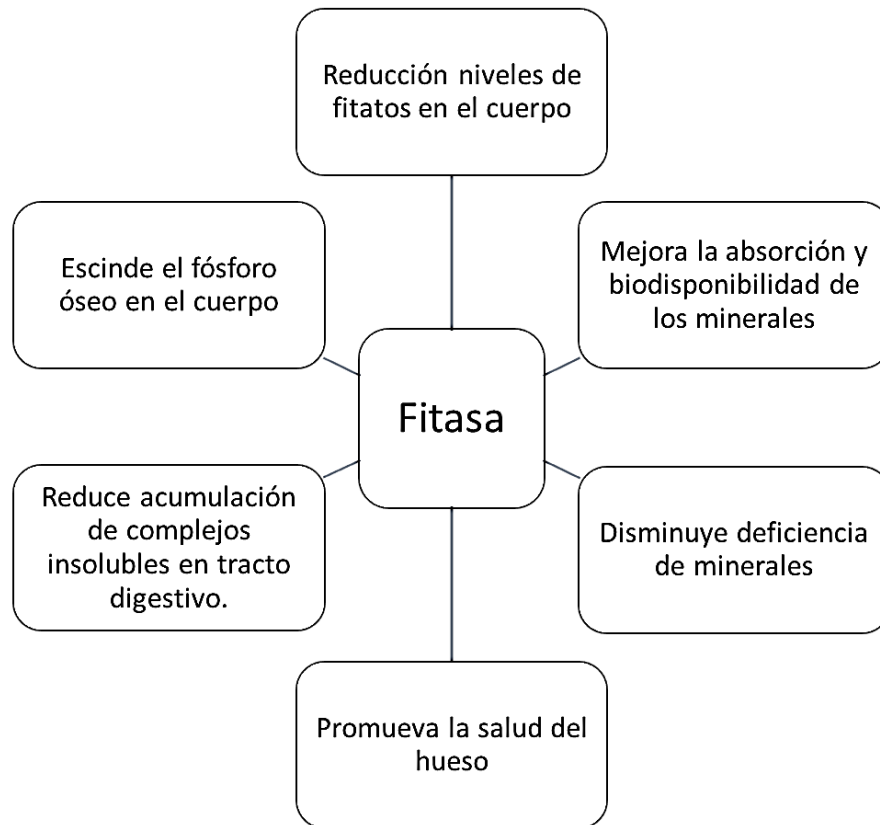 Reducción niveles de
fitatos en el cuerpo
Escinde el fósforo
óseo en el cuerpo
Mejora la absorción y
biodisponibilidad de
los minerales
Fitasa
Reduce acumulación
de complejos
insolubles en tracto
digestivo.
Disminuye deficiencia
de minerales
Promueva la salud del
hueso